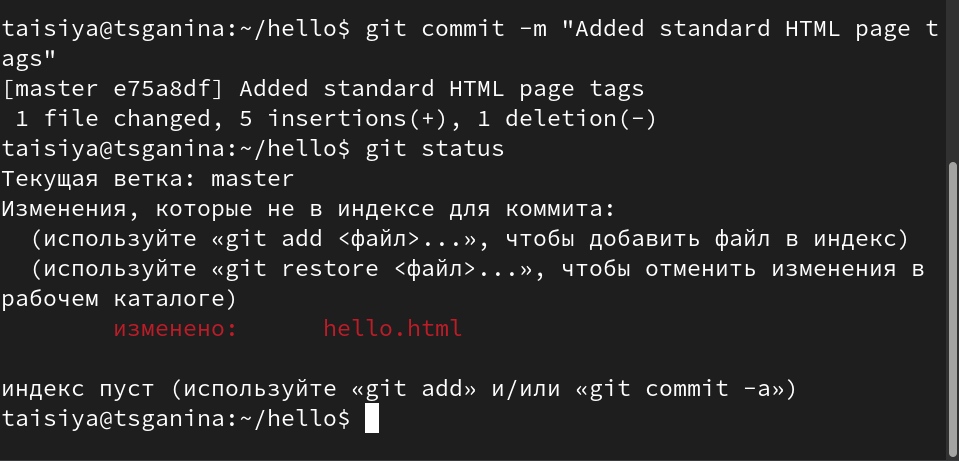 taisiya@tsganina:~/hello$ git commit -m "Added standard HTML page t
ags"
[master e75a8df] Added standard HTML page tags
 1 file changed, 5 insertions(+), 1 deletion(-)
taisiya@tsganina:~/hello$ git status
Текущая ветка: master
Изменения, которые не в индексе для коммита:
  (используйте «git add <файл>...», чтобы добавить файл в индекс)
  (используйте «git restore <файл>...», чтобы отменить изменения в
рабочем каталоге)
        изменено:      hello.html

индекс пуст (используйте «git add» и/или «git commit -a»)
taisiya@tsganina:~/hello$